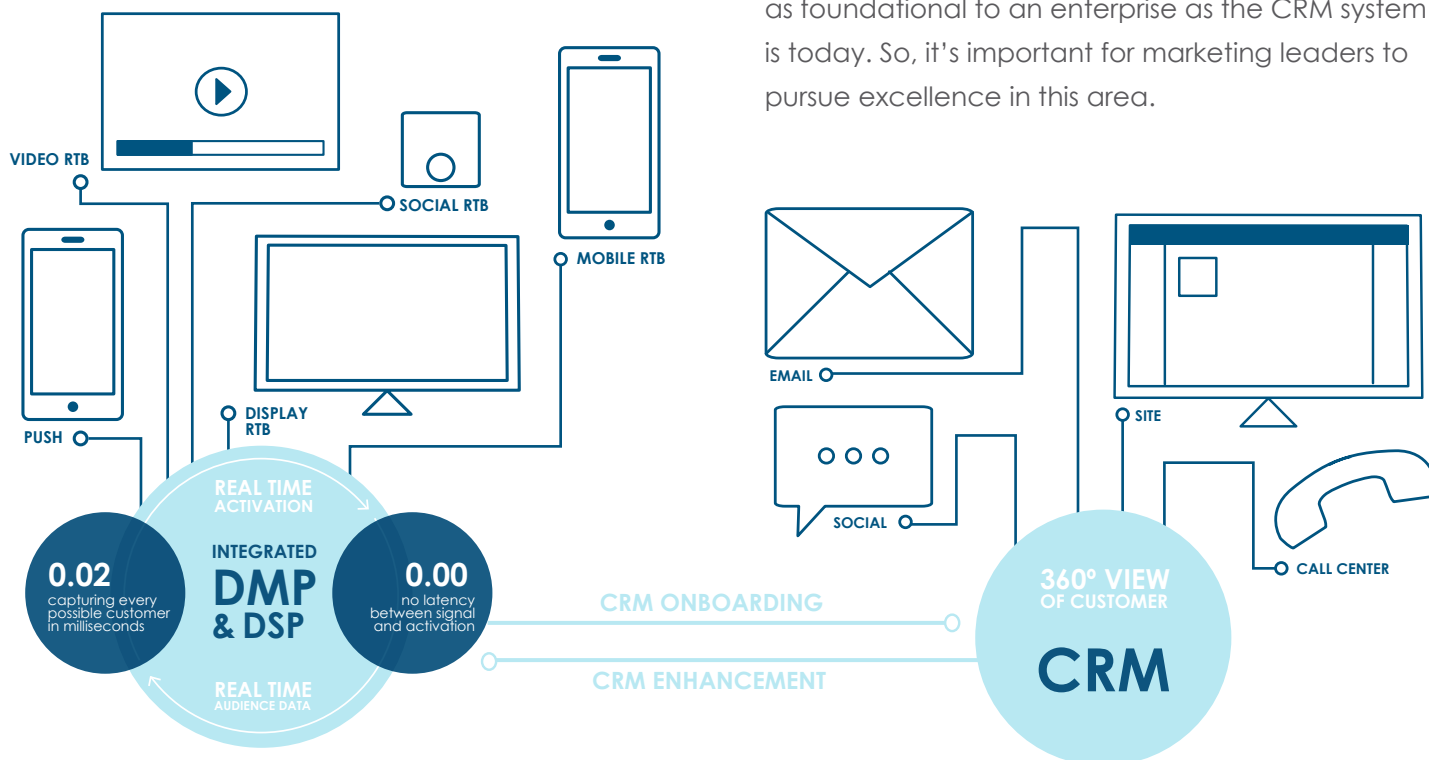 as foundational to an enterprise as the CRM system
is today. So, it’s important for marketing leaders to
pursue excellence in this area.
VIDEO RTB
SOCIAL RTB
MOBILE RTB
PUSH
DISPLAY
RTB
REAL TIME
ACTIVATION
INTEGRATED
DMP
& DSP
0.02
capturing every
possible customer
in milliseconds
0.00
no latency
between signal
and activation
REAL TIME
AUDIENCE DATA
CRM ONBOARDING
CRM ENHANCEMENT
EMAIL
SITE
SOCIAL
CALL CENTER
360º VIEW
OF CUSTOMER
CRM